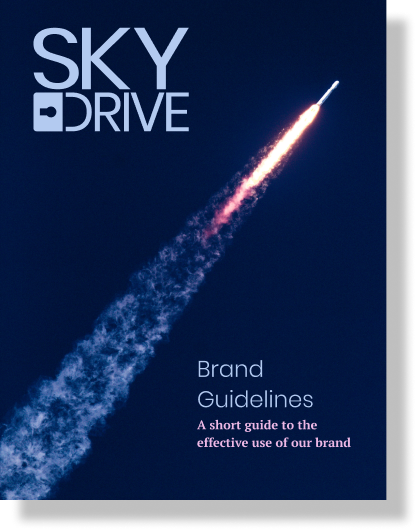 SKY
DRIVE
Brand
Guidelines
A short guide to the
effective use of our brand